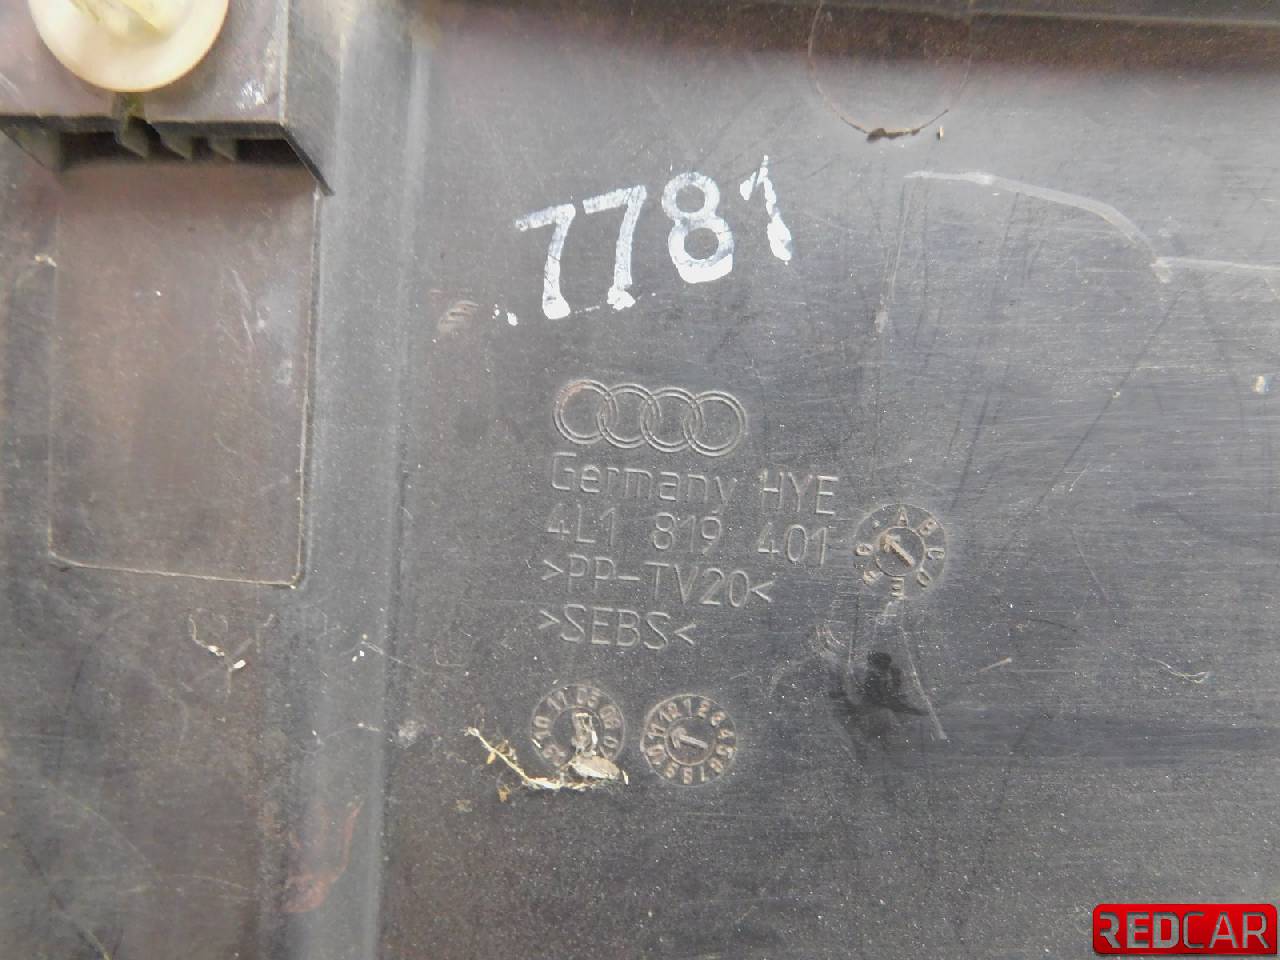 7781
Germany HYE
4L1 819 401
>PP-TV20<
>SEBS<
A B C D E
REDCAR